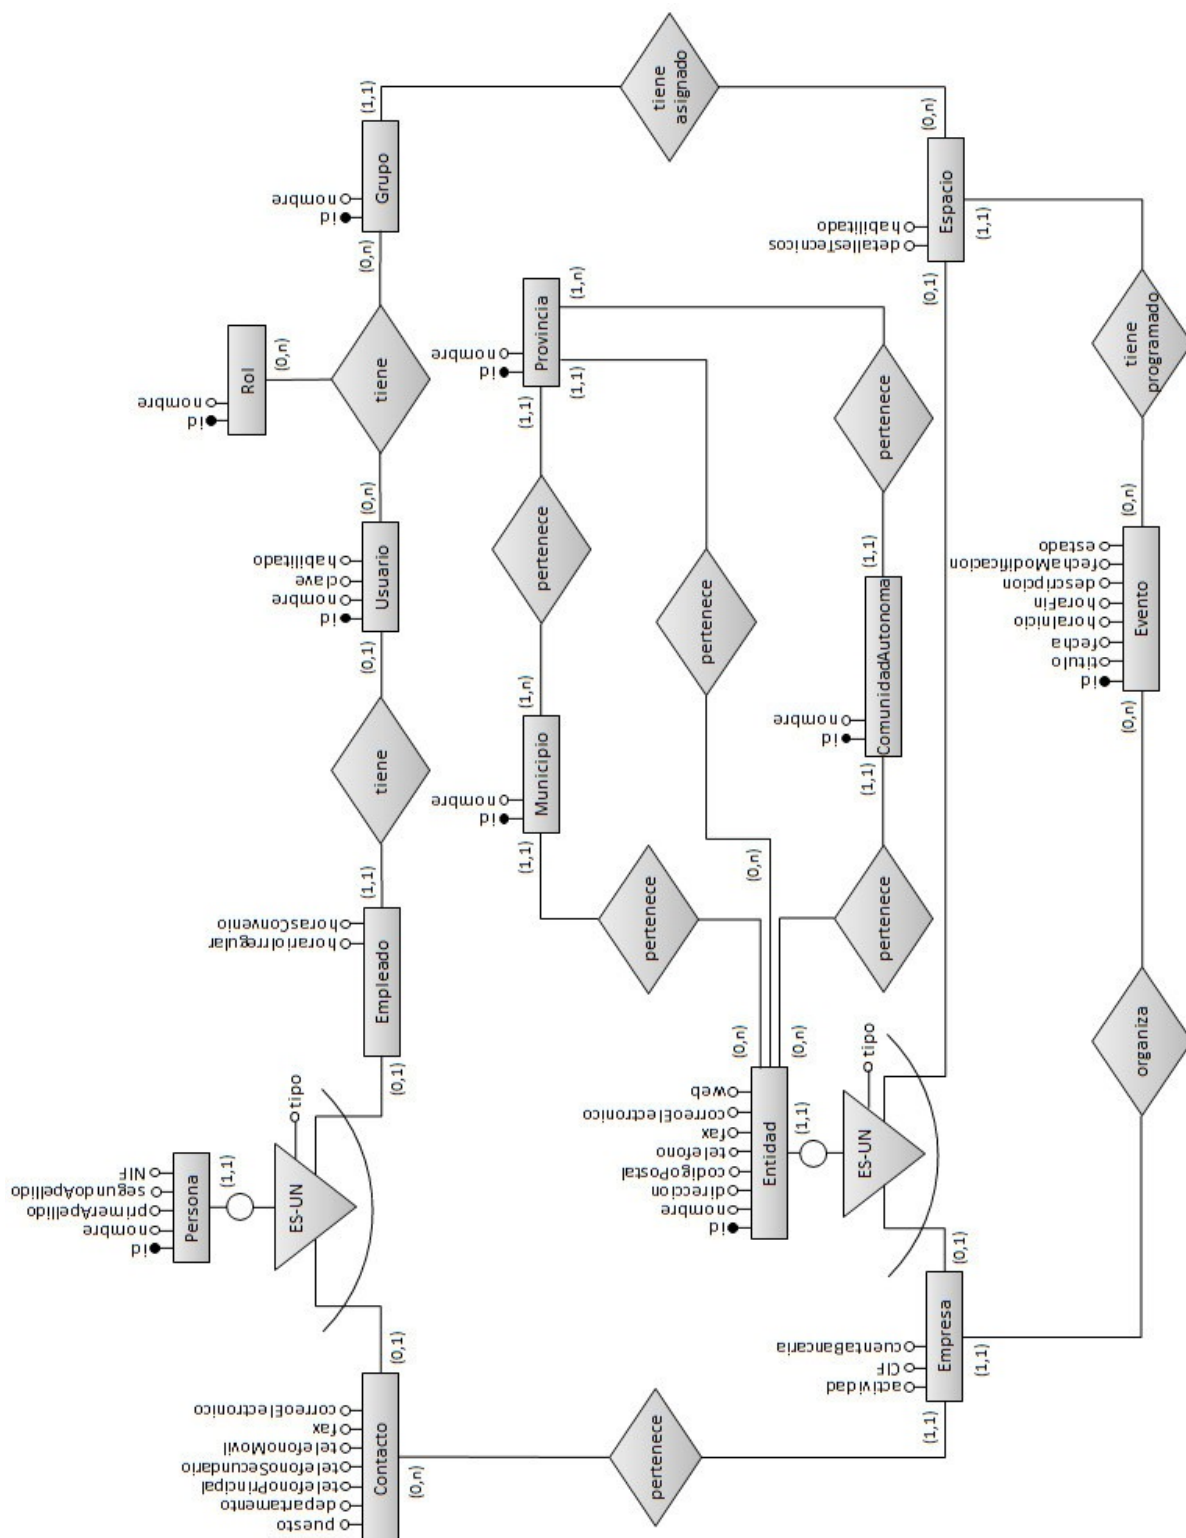 puesto
departamento
telefonoPrincipal
telefonoSecundario
telefonoMovil
fax
correoElectronico
Contacto
(0,1)
(0,n)
id
nombre
primerApellido
segundoApellido
NIF
Persona
(1,1)
tipo
ES-UN
(0,1)
horarioIrregular
horasConvenio
Empleado
(1,1)
tiene
(0,1)
id
nombre
clave
habilitado
Usuario
(0,n)
tiene
id
nombre
Rol
(0,n)
(0,n)
id
nombre
Grupo
(1,1)
tiene
asignado
(0,n)
pertenece
(1,1)
actividad
CIF
cuentaBancaria
Empresa
(0,1)
(1,1)
id
nombre
direccion
codigoPostal
telefono
fax
correoElectronico
web
Entidad
(1,1)
tipo
ES-UN
(0,n)
(0,n)
(0,n)
pertenece
pertenece
(1,1)
id
nombre
Municipio
(1,n)
pertenece
(1,1)
id
nombre
Provincia
(1,1)
(1,n)
pertenece
(1,1)
id
nombre
ComunidadAutonoma
(1,1)
pertenece
(0,1)
detallesTecnicos
habilitado
Espacio
(1,1)
tiene
programado
(0,n)
id
titulo
fecha
horaInicio
horaFin
descripcion
fechaModificacion
estado
Evento
(0,n)
organiza